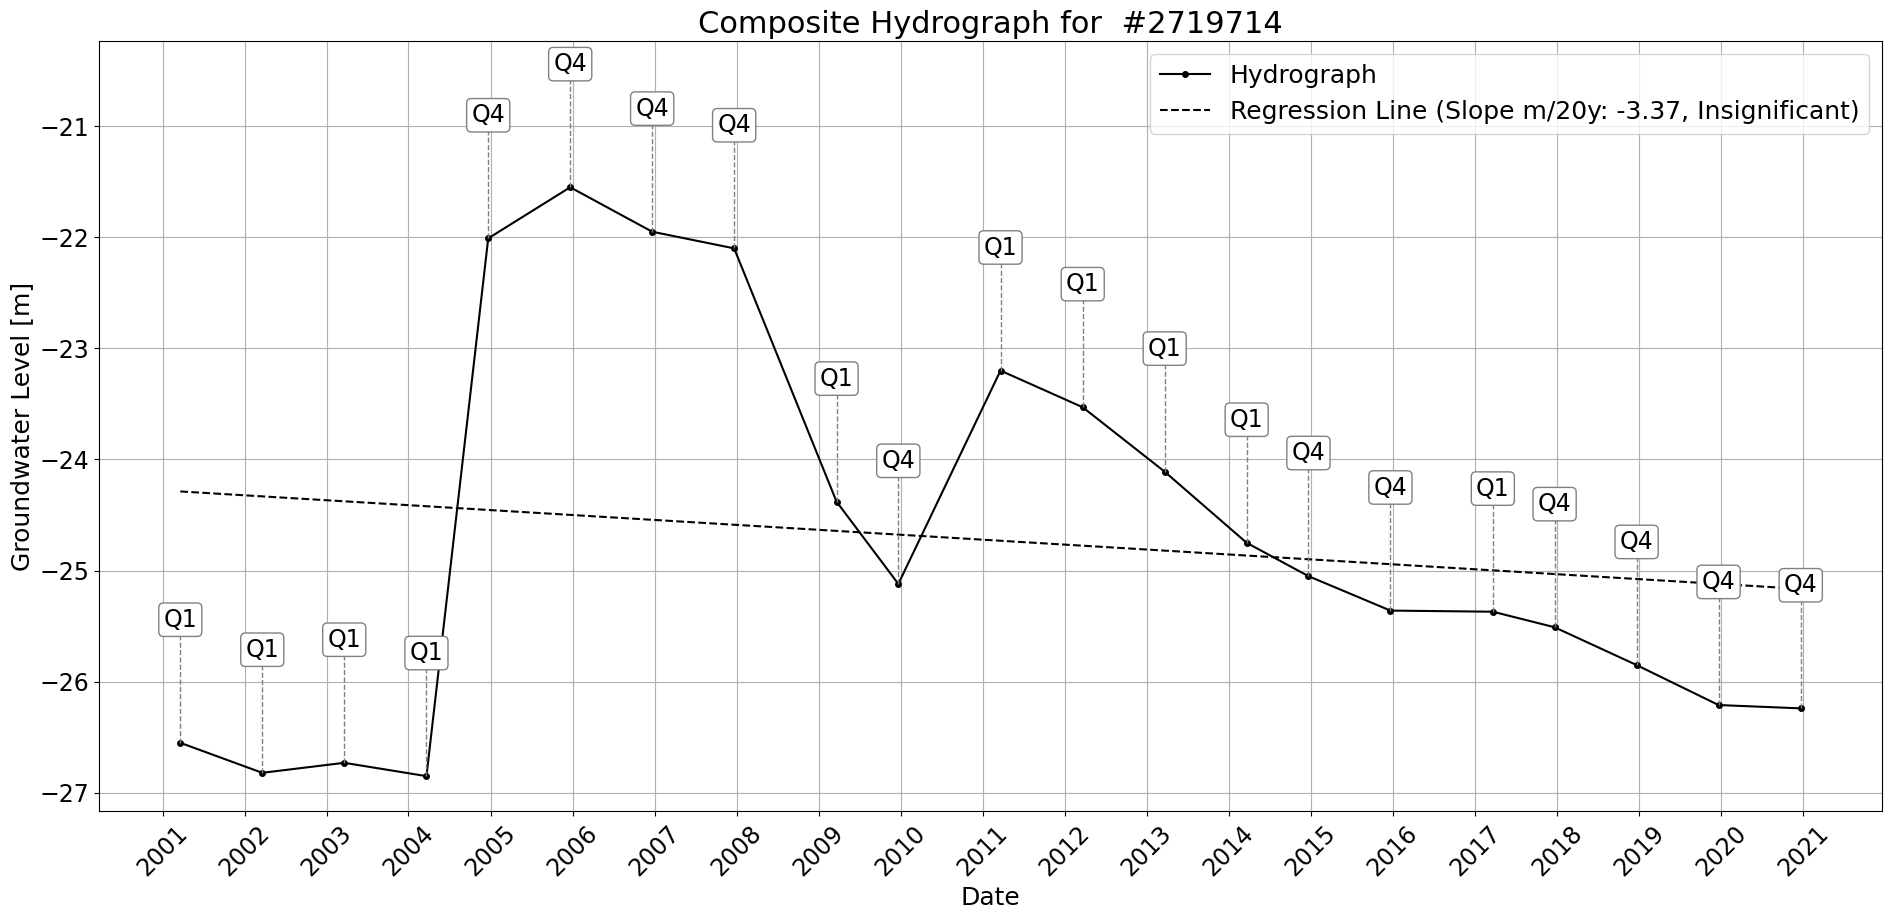 Composite Hydrograph for  #2719714
Hydrograph
Regression Line (Slope m/20y: -3.37, Insignificant)
Groundwater Level [m]
−21
−22
−23
−24
−25
−26
−27
Q1
Q1
Q1
Q1
Q4
Q4
Q4
Q4
Q1
Q4
Q1
Q1
Q1
Q1
Q4
Q4
Q1
Q4
Q4
Q4
Q4
2001
2002
2003
2004
2005
2006
2007
2008
2009
2010
2011
2012
2013
2014
2015
2016
2017
2018
2019
2020
2021
Date